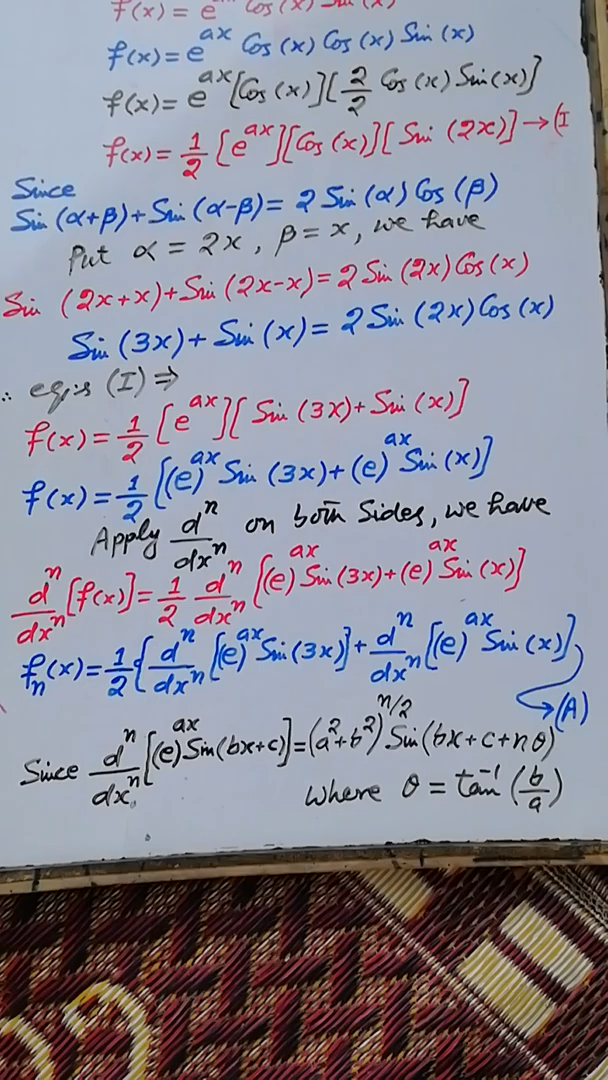 f(x) = e
f(x) = e^{ax} Cos (x) Cos (x) Sin (x)
f(x) = e^{ax} [Cos (x)] [2/2 Cos (x) Sin (x)]
f(x) = 1/2 [e^{ax}] [Cos (x)] [Sin (2x)] → (I
Since
Sin (α+β) + Sin (α-β) = 2 Sin (α) Cos (β)
Put α = 2x , β = x, we have
Sin (2x+x) + Sin (2x-x) = 2 Sin (2x) Cos (x)
Sin (3x) + Sin (x) = 2 Sin (2x) Cos (x)
∴ eq:s (I) ⇒
f(x) = 1/2 [e^{ax}] [Sin (3x) + Sin (x)]
f(x) = 1/2 [(e)^{ax} Sin (3x) + (e)^{ax} Sin (x)]
Apply d^n/dx^n on both Sides, we have
d^n/dx^n [f(x)] = 1/2 d^n/dx^n [(e)^{ax} Sin (3x) + (e)^{ax} Sin (x)]
f_n(x) = 1/2 { d^n/dx^n [(e)^{ax} Sin (3x)] + d^n/dx^n [(e)^{ax} Sin (x)]
→ (A)
Since d^n/dx^n [(e)^{ax} Sin (bx+c)] = (a^2+b^2)^{n/2} Sin (bx+c+nθ)
Where θ = tan^{-1} (b/a)